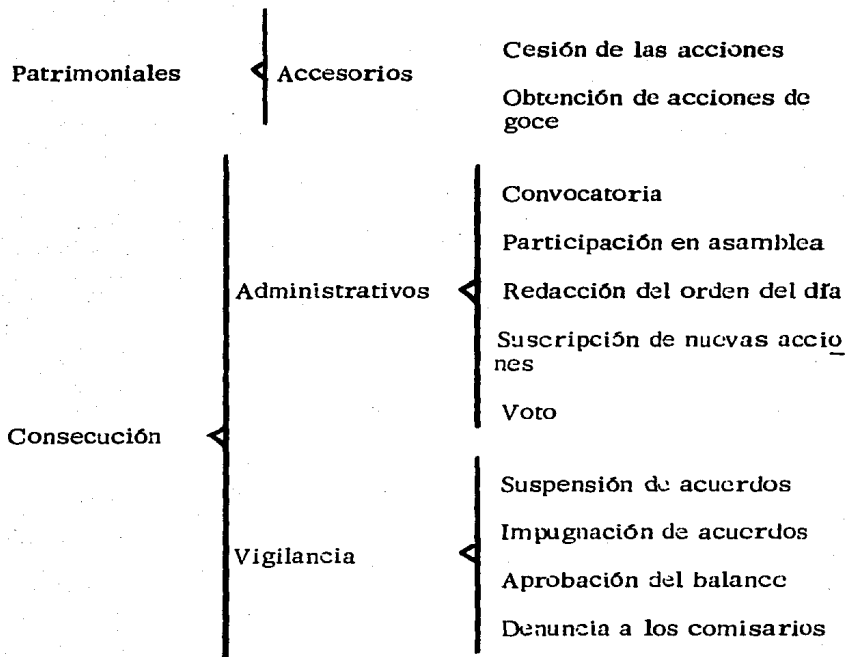 Patrimoniales
Accesorios
Cesión de las acciones
Obtención de acciones de
goce
Consecución
Administrativos
Convocatoria
Participación en asamblea
Redacción del orden del día
Suscripción de nuevas accio
nes
Voto
Vigilancia
Suspensión de acuerdos
Impugnación de acuerdos
Aprobación del balance
Denuncia a los comisarios